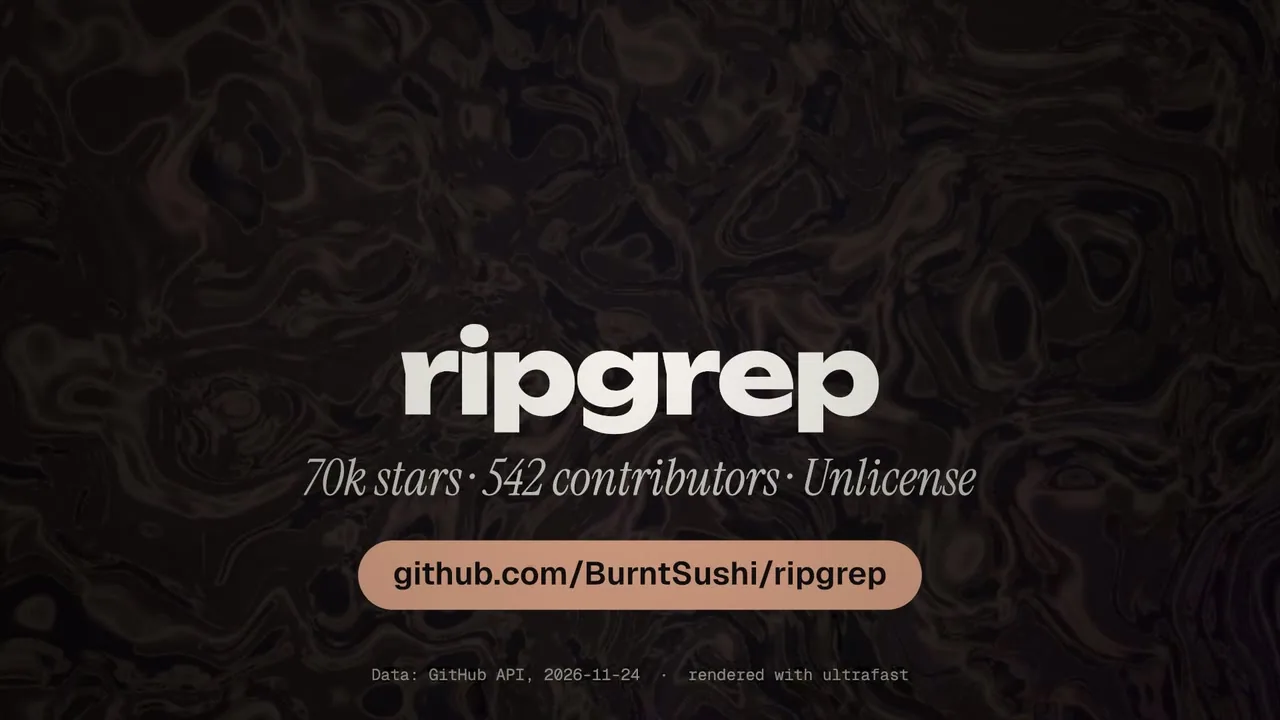 ripgrep
70k stars · 542 contributors · Unlicense
github.com/BurntSushi/ripgrep
Data: GitHub API, 2026-11-24 · rendered with ultrafast